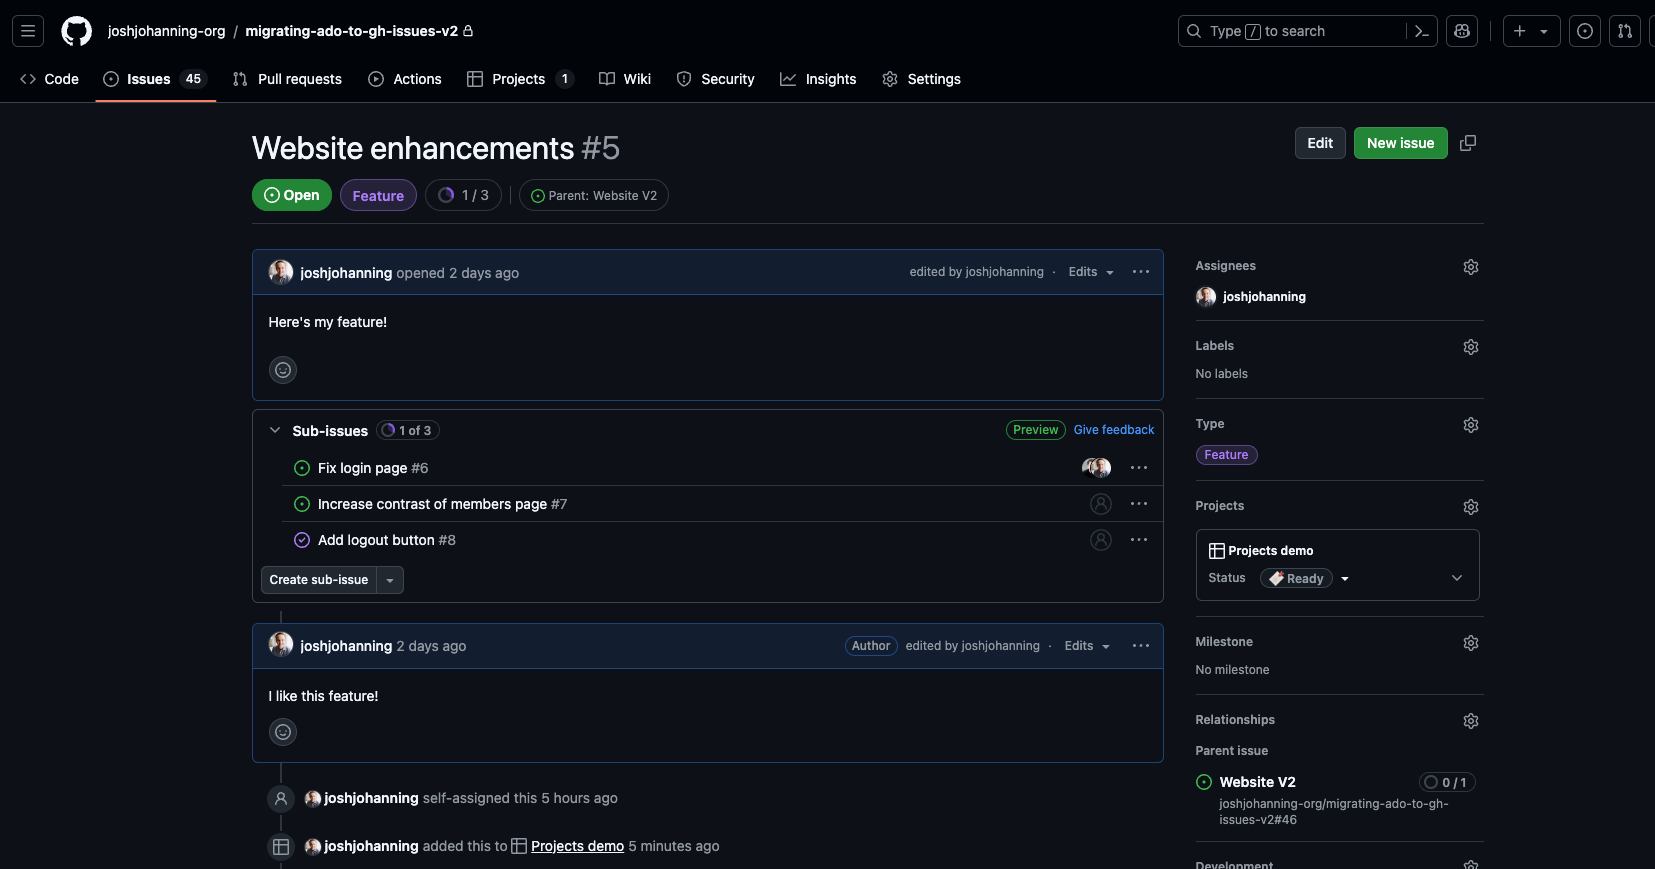 joshjohanning-org / migrating-ado-to-gh-issues-v2
Type / to search
Code
Issues 45
Pull requests
Actions
Projects 1
Wiki
Security
Insights
Settings
Website enhancements #5
Edit
New issue
Open
Feature
1 / 3
Parent: Website V2
joshjohanning opened 2 days ago
edited by joshjohanning · Edits
Here's my feature!
Sub-issues 1 of 3
Preview
Give feedback
Fix login page #6
Increase contrast of members page #7
Add logout button #8
Create sub-issue
joshjohanning 2 days ago
Author
edited by joshjohanning · Edits
I like this feature!
joshjohanning self-assigned this 5 hours ago
joshjohanning added this to Projects demo 5 minutes ago
Assignees
joshjohanning
Labels
No labels
Type
Feature
Projects
Projects demo
Status Ready
Milestone
No milestone
Relationships
Parent issue
Website V2 0 / 1
joshjohanning-org/migrating-ado-to-gh-
issues-v2#46
Development